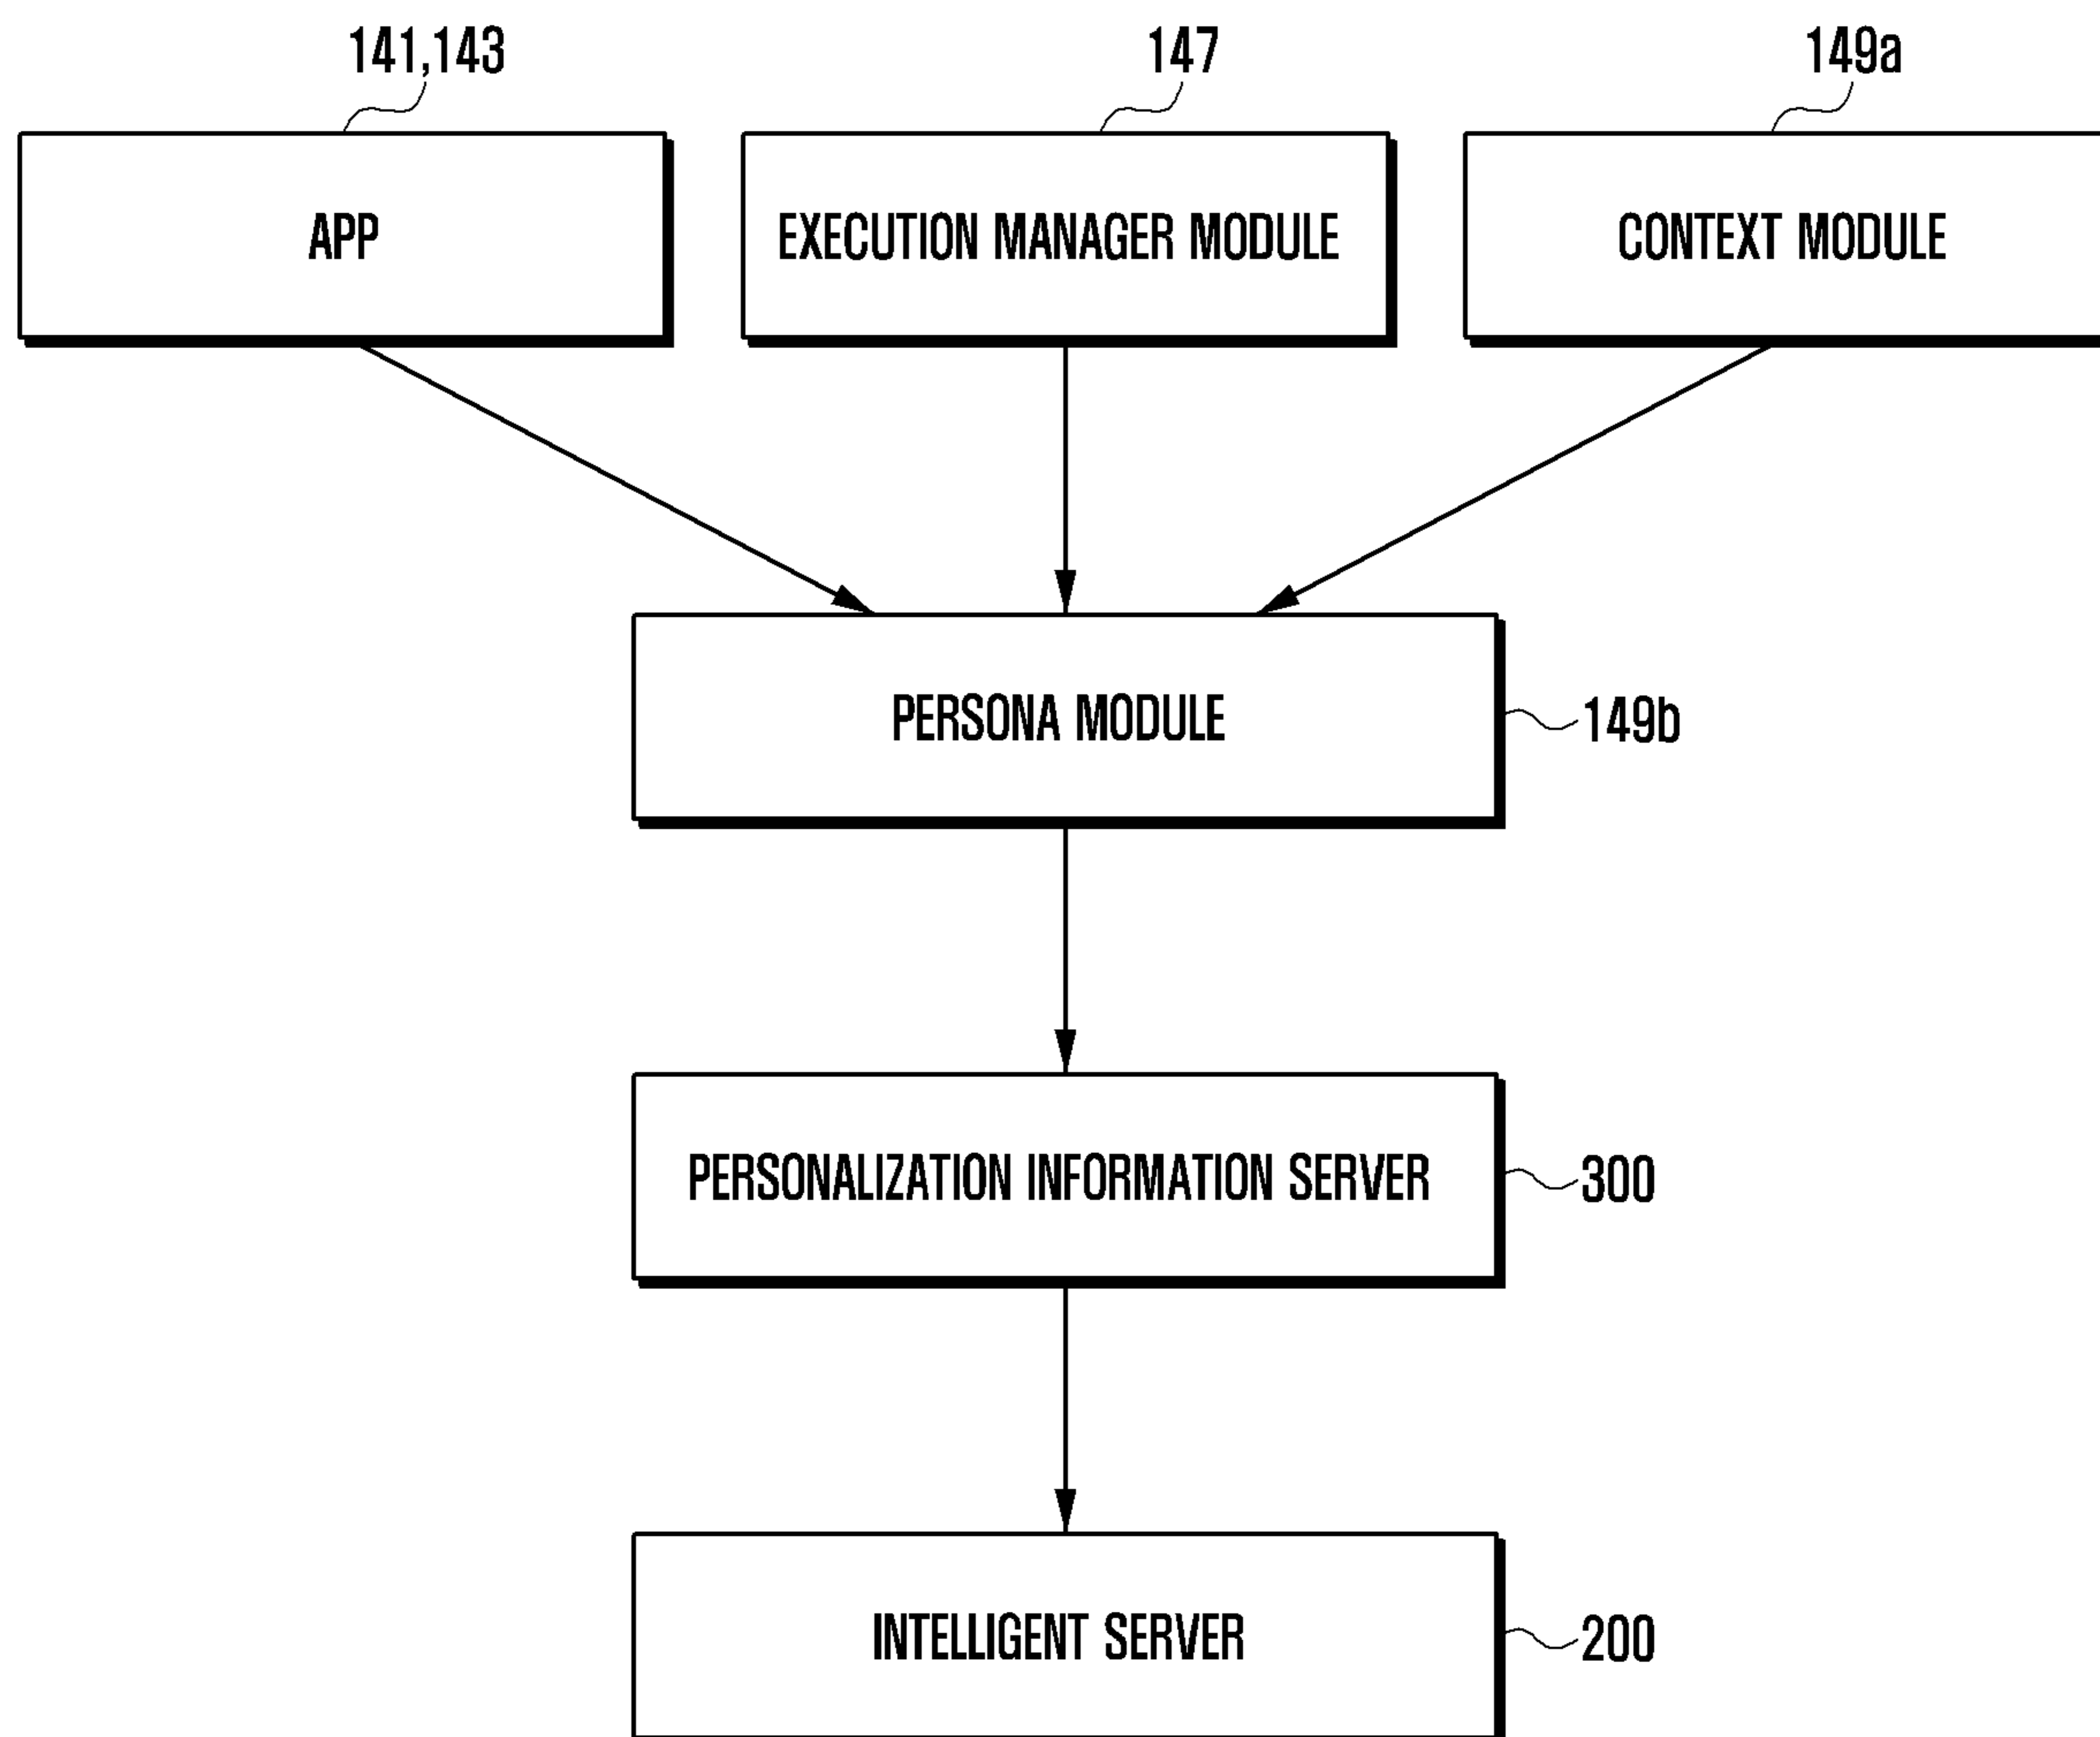 141,143
147
149a
APP
EXECUTION MANAGER MODULE
CONTEXT MODULE
PERSONA MODULE
149b
PERSONALIZATION INFORMATION SERVER
300
INTELLIGENT SERVER
200